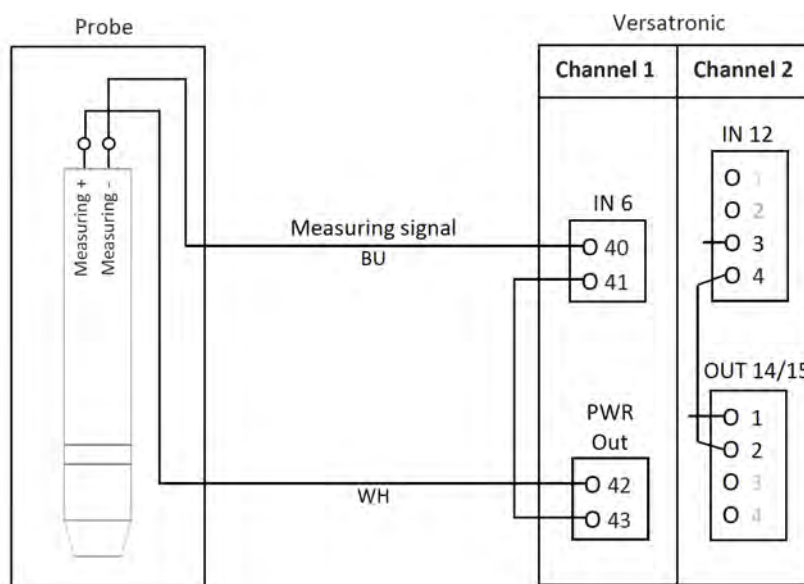 Probe
Versatronic
Channel 1
Channel 2
Measuring +
Measuring -
Measuring signal
BU
WH
IN 6
40
41
PWR
Out
42
43
IN 12
1
2
3
4
OUT 14/15
1
2
3
4